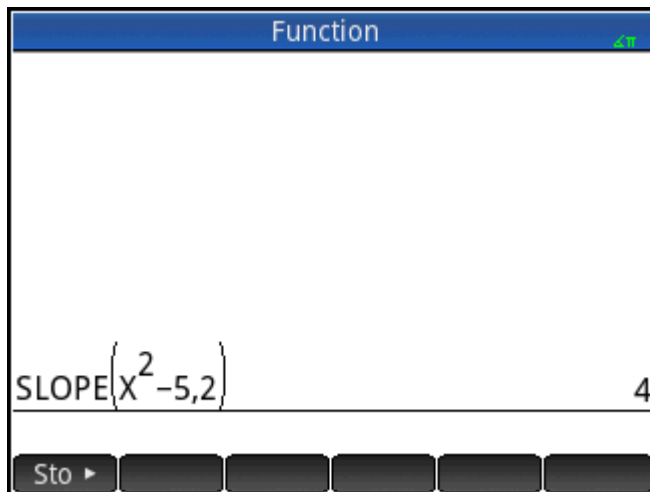 Function
∡π
SLOPE(X²−5,2)
4
Sto ►